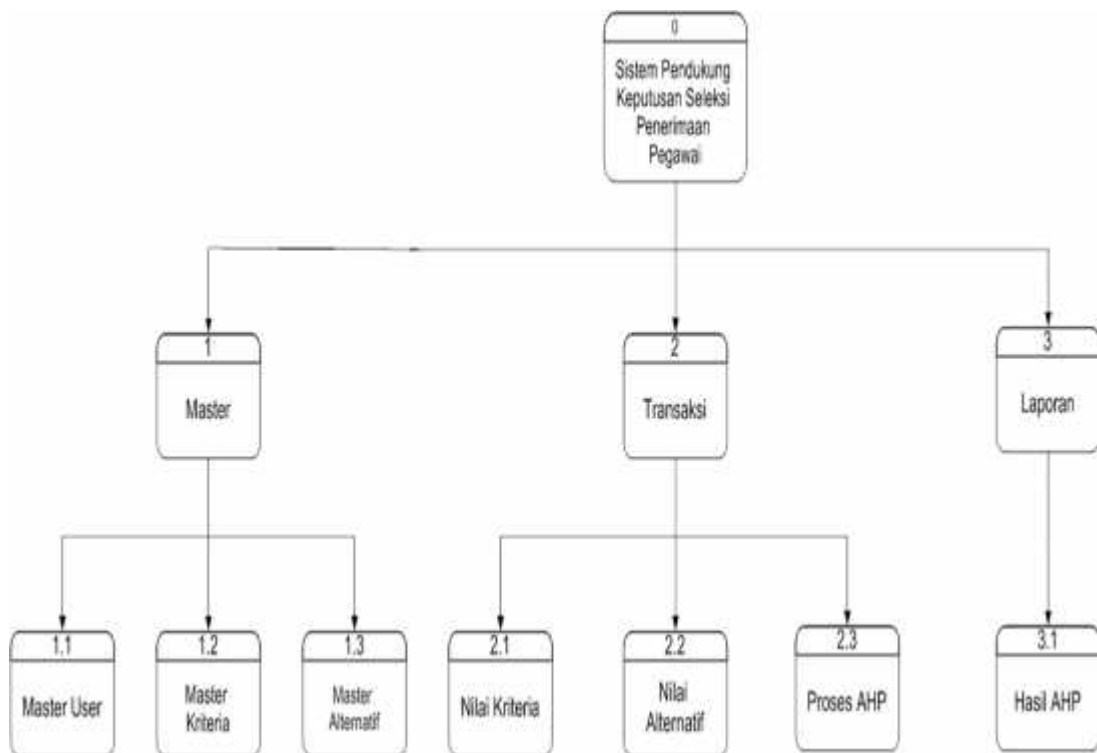 0
Sistem Pendukung
Keputusan Seleksi
Penerimaan
Pegawai
1
Master
2
Transaksi
3
Laporan
1.1
Master User
1.2
Master
Kriteria
1.3
Master
Alternatif
2.1
Nilai Kriteria
2.2
Nilai
Alternatif
2.3
Proses AHP
3.1
Hasil AHP